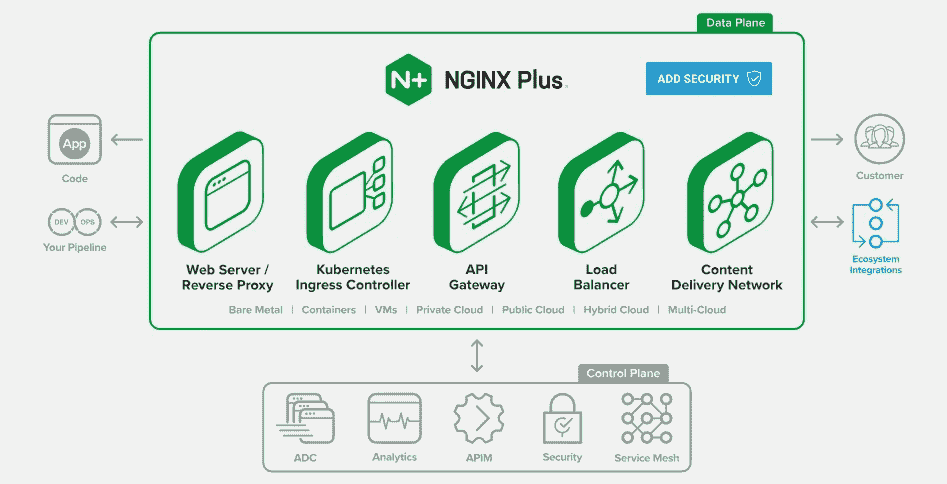 Data Plane
N+ NGINX Plus
ADD SECURITY
App
Code
DEV OPS
Your Pipeline
Customer
Ecosystem
Integrations
Web Server /
Reverse Proxy
Kubernetes
Ingress Controller
API
Gateway
Load
Balancer
Content
Delivery Network
Bare Metal | Containers | VMs | Private Cloud | Public Cloud | Hybrid Cloud | Multi-Cloud
Control Plane
ADC
Analytics
APIM
Security
Service Mesh